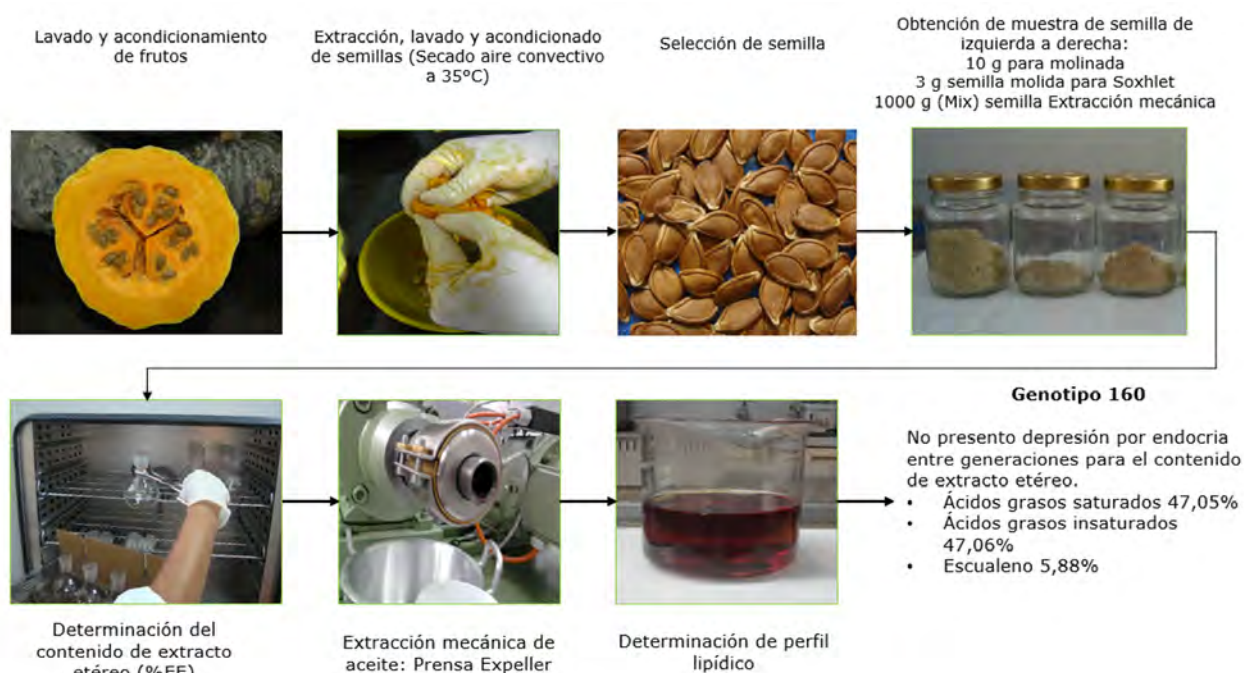 Lavado y acondicionamiento
de frutos
Extracción, lavado y acondicionado
de semillas (Secado aire convectivo
a 35°C)
Selección de semilla
Obtención de muestra de semilla de
izquierda a derecha:
10 g para molinada
3 g semilla molida para Soxhlet
1000 g (Mix) semilla Extracción mecánica
Determinación del
contenido de extracto
etéreo (%EE)
Extracción mecánica de
aceite: Prensa Expeller
Determinación de perfil
lipídico
Genotipo 160
No presento depresión por endocria
entre generaciones para el contenido
de extracto etéreo.
• Ácidos grasos saturados 47,05%
• Ácidos grasos insaturados
47,06%
• Escualeno 5,88%